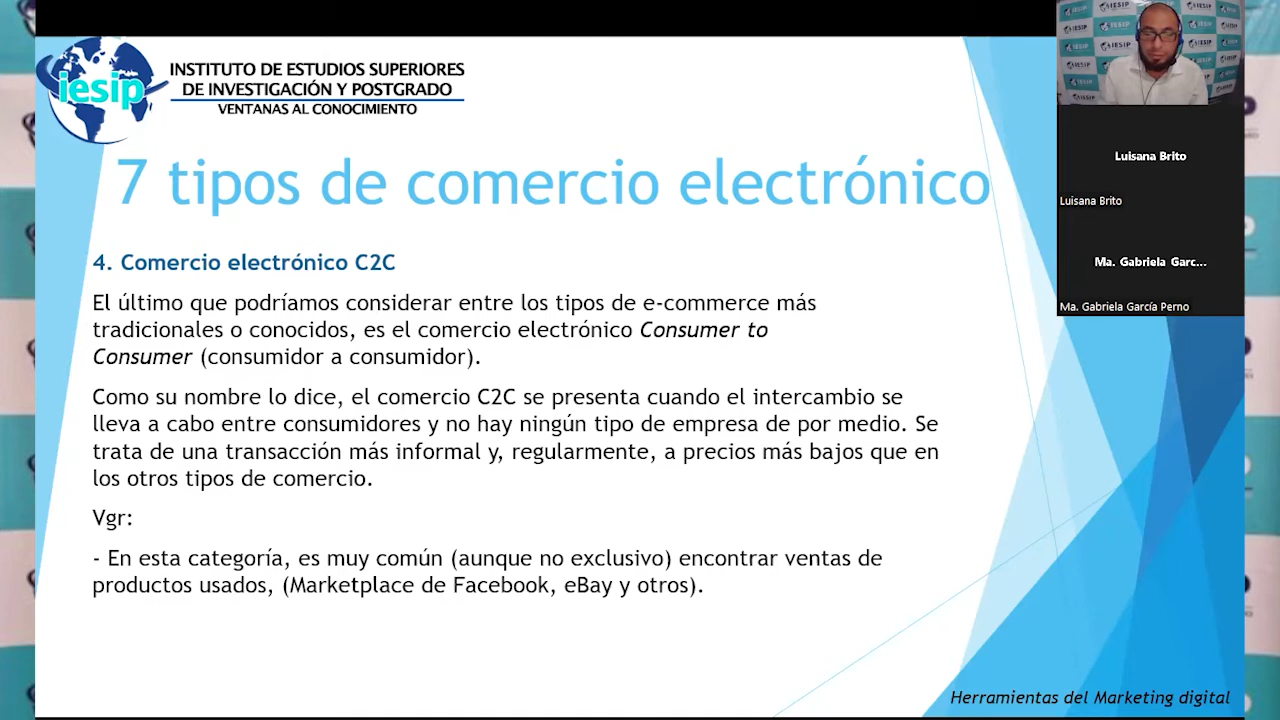 iesip
INSTITUTO DE ESTUDIOS SUPERIORES
DE INVESTIGACIÓN Y POSTGRADO
VENTANAS AL CONOCIMIENTO
7 tipos de comercio electrónico
4. Comercio electrónico C2C
El último que podríamos considerar entre los tipos de e-commerce más
tradicionales o conocidos, es el comercio electrónico Consumer to
Consumer (consumidor a consumidor).
Como su nombre lo dice, el comercio C2C se presenta cuando el intercambio se
lleva a cabo entre consumidores y no hay ningún tipo de empresa de por medio. Se
trata de una transacción más informal y, regularmente, a precios más bajos que en
los otros tipos de comercio.
Vgr:
- En esta categoría, es muy común (aunque no exclusivo) encontrar ventas de
productos usados, (Marketplace de Facebook, eBay y otros).
Herramientas del Marketing digital
Luisana Brito
Luisana Brito
Ma. Gabriela Garc...
Ma. Gabriela García Perno